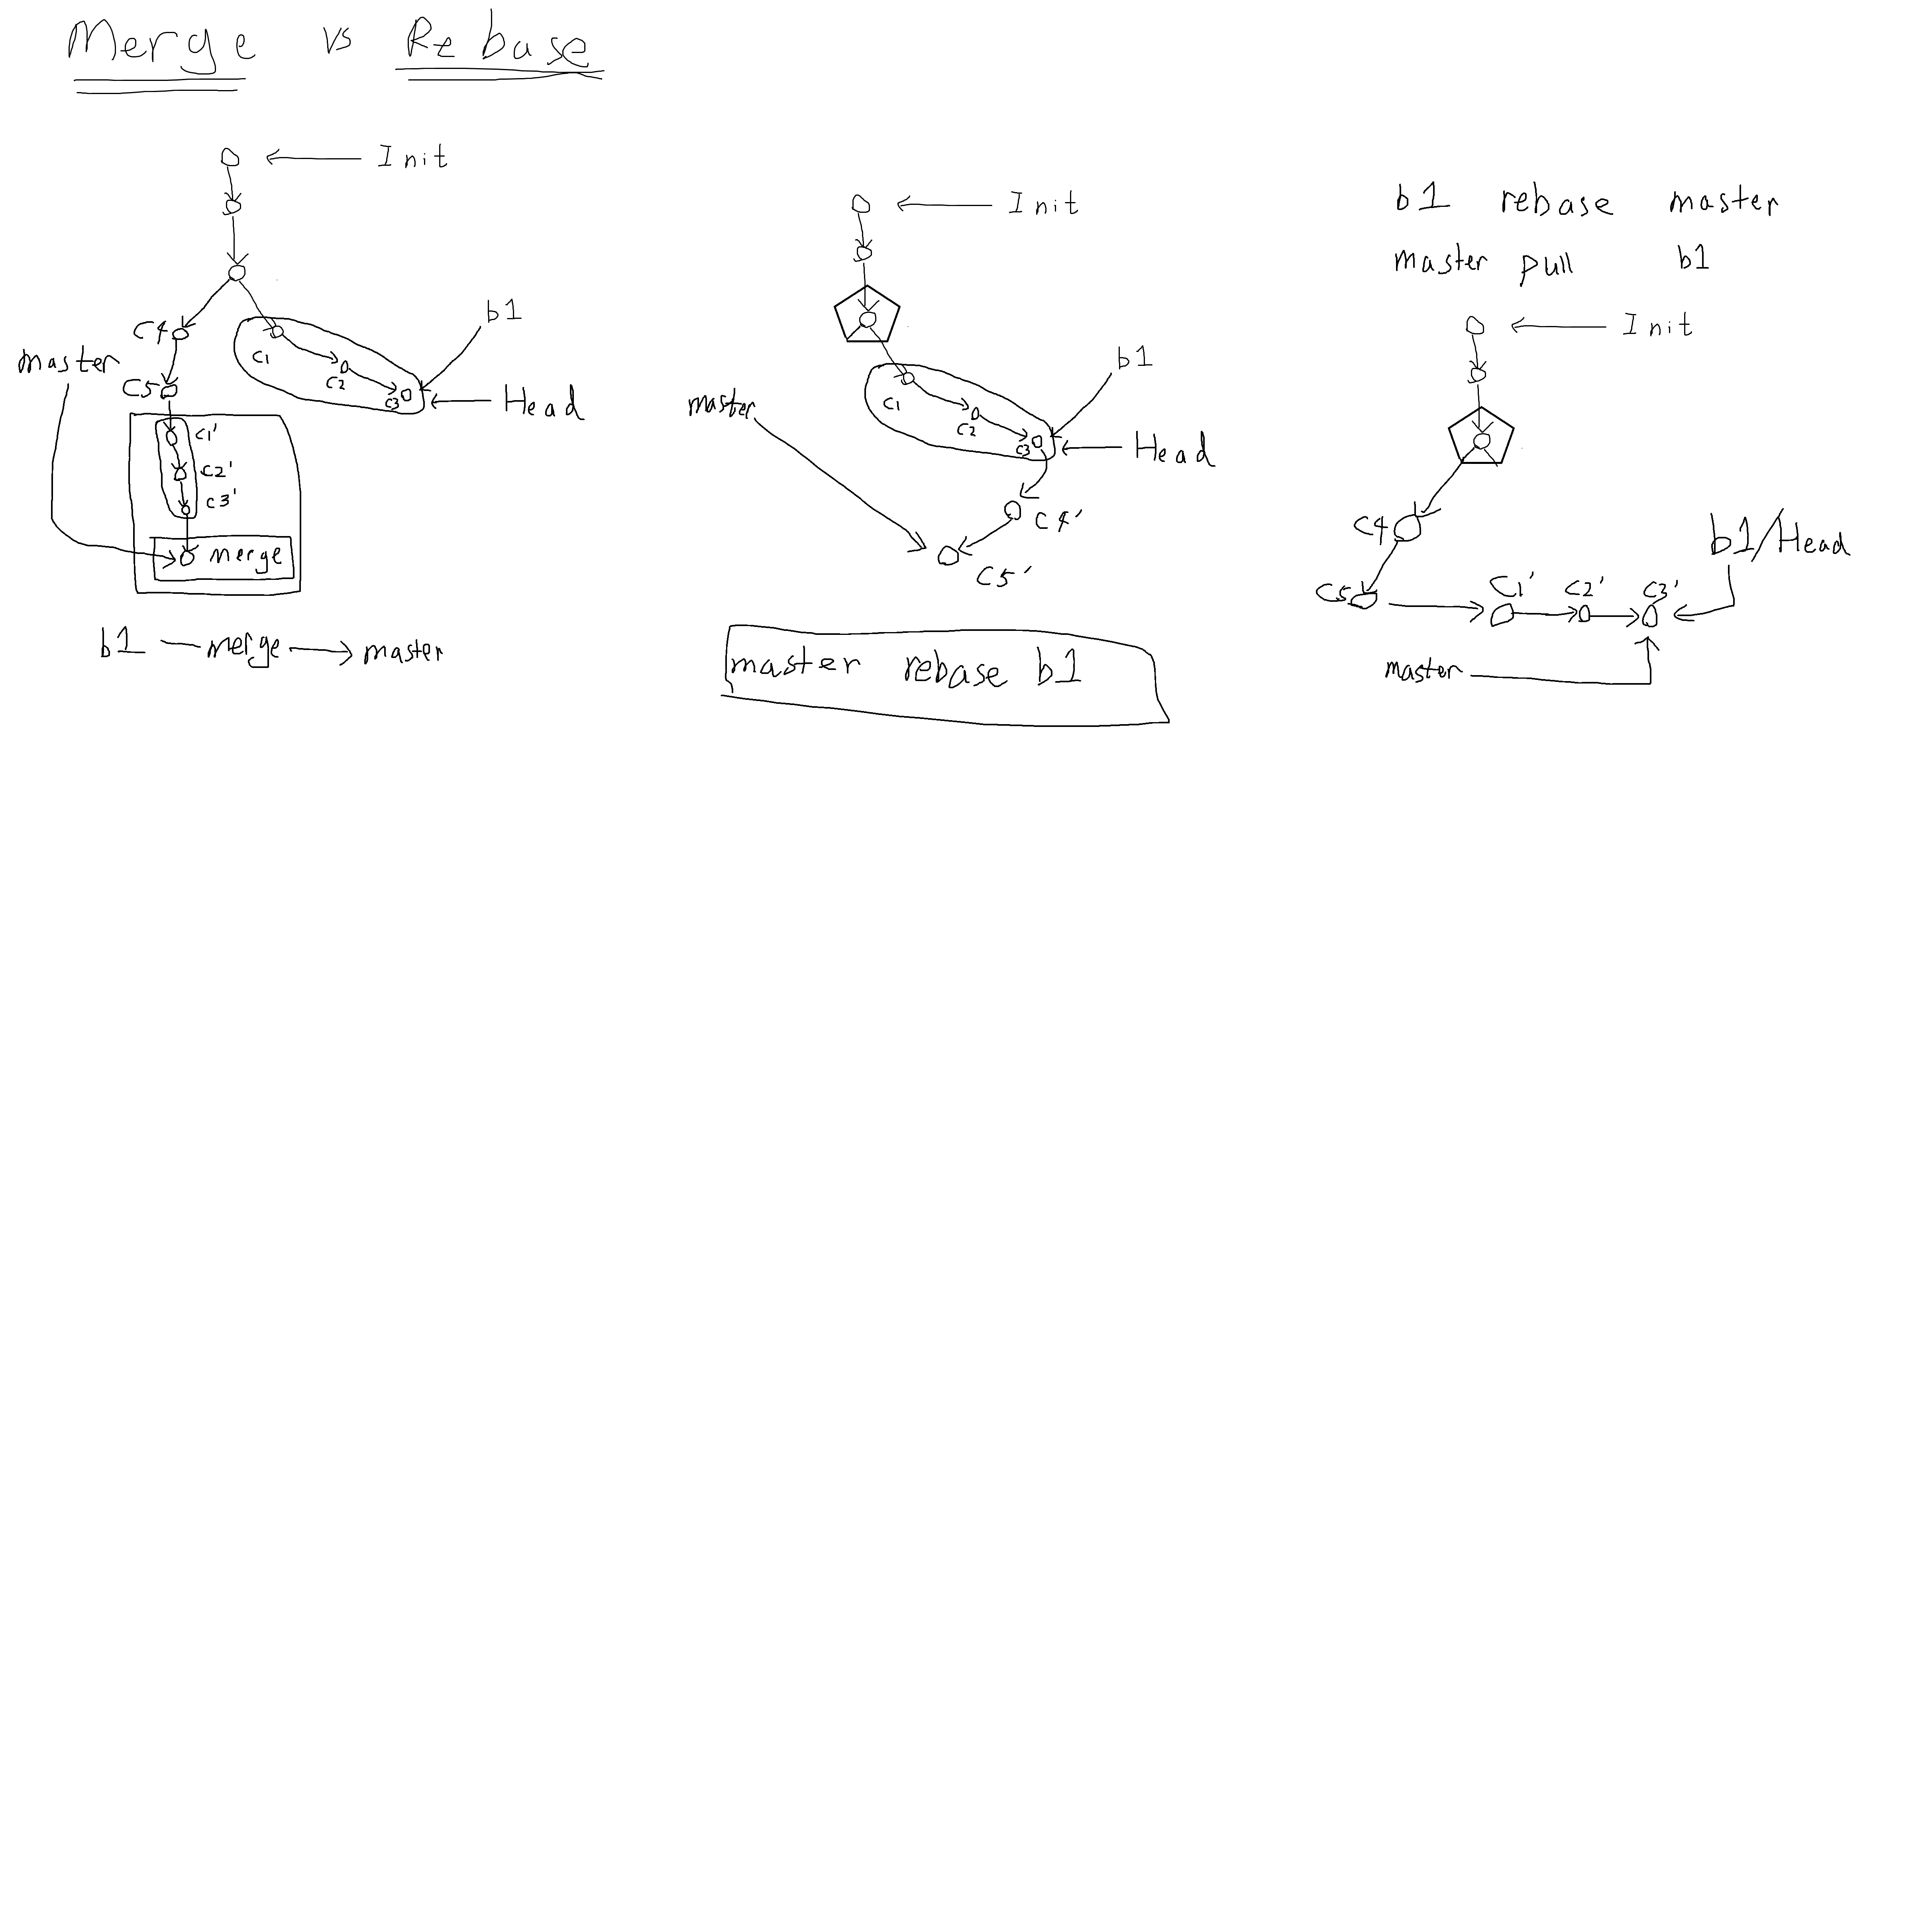 Merge vs Rebase
Init
C4
C1
C2
C3
b1
Head
master
C5
C1'
C2'
C3'
merge
b1 merge master
Init
C1
C2
C3
b1
Head
master
C4'
C5'
master rebase b1
b1 rebase master
master pull b1
Init
C4
C5
C1' C2' C3'
b1/Head
master